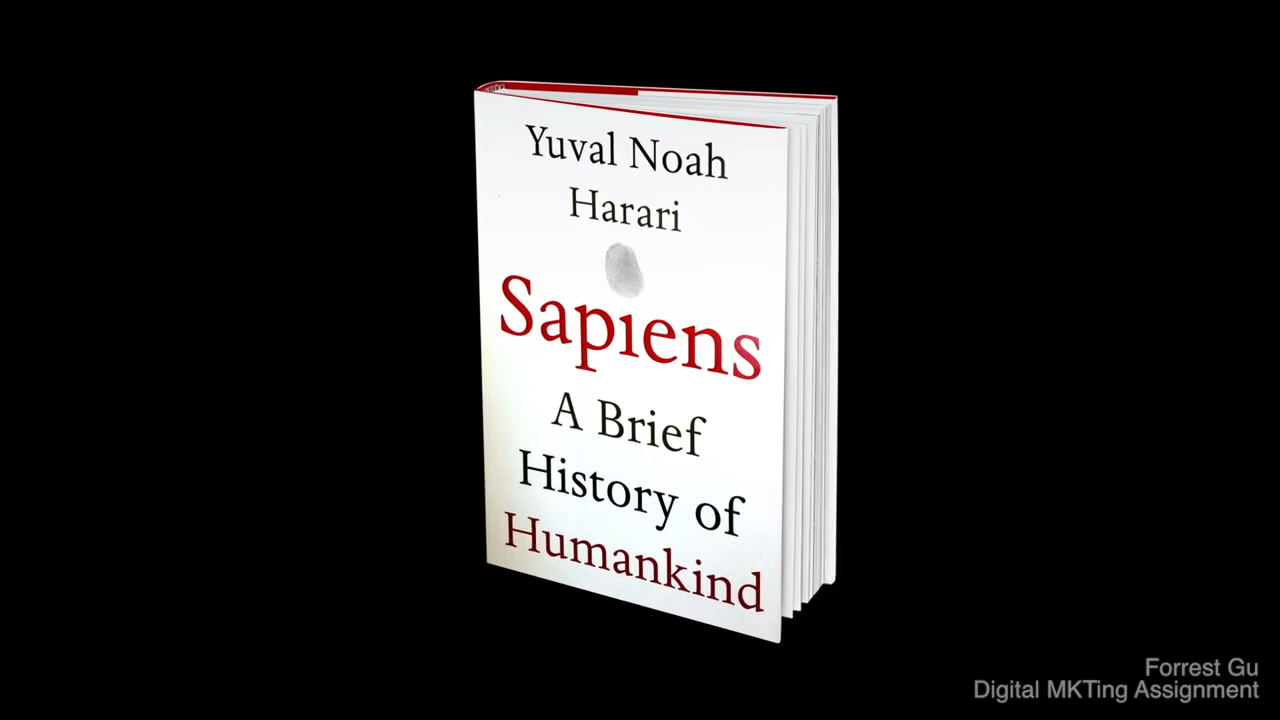 Yuval Noah
Harari
Sapiens
A Brief
History of
Humankind
Forrest Gu
Digital MKTing Assignment